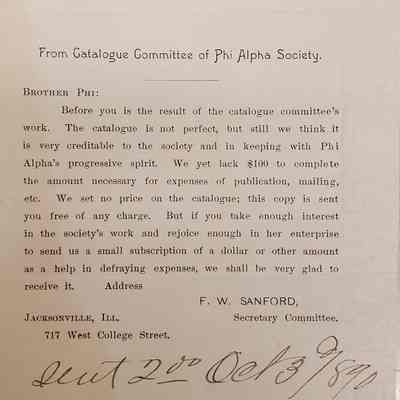 From Catalogue Committee of Phi Alpha Society.
BROTHER PHI:
Before you is the result of the catalogue committee's
work. The catalogue is not perfect, but still we think it
is very creditable to the society and in keeping with Phi
Alpha's progressive spirit. We yet lack $100 to complete
the amount necessary for expenses of publication, mailing,
etc. We set no price on the catalogue; this copy is sent
you free of any charge. But if you take enough interest
in the society's work and rejoice enough in her enterprise
to send us a small subscription of a dollar or other amount
as a help in defraying expenses, we shall be very glad to
receive it. Address
F. W. SANFORD,
JACKSONVILLE, ILL. Secretary Committee.
717 West College Street.
sent 2.00 Oct 3 1890